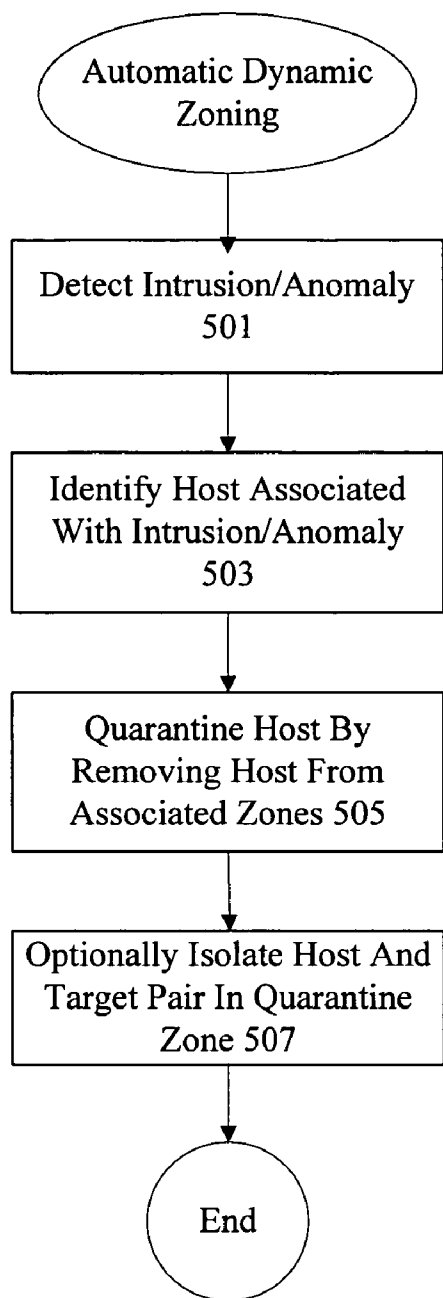 Automatic Dynamic
Zoning
Detect Intrusion/Anomaly
501
Identify Host Associated
With Intrusion/Anomaly
503
Quarantine Host By
Removing Host From
Associated Zones 505
Optionally Isolate Host And
Target Pair In Quarantine
Zone 507
End